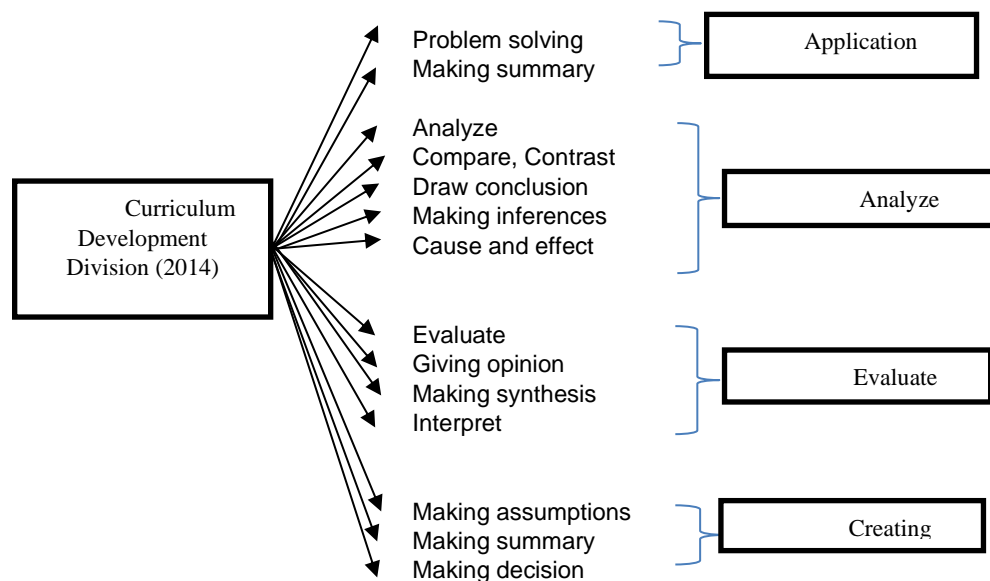 Problem solving
Making summary
Application
Analyze
Compare, Contrast
Draw conclusion
Making inferences
Cause and effect
Analyze
Curriculum
Development
Division (2014)
Evaluate
Giving opinion
Making synthesis
Interpret
Evaluate
Making assumptions
Making summary
Making decision
Creating